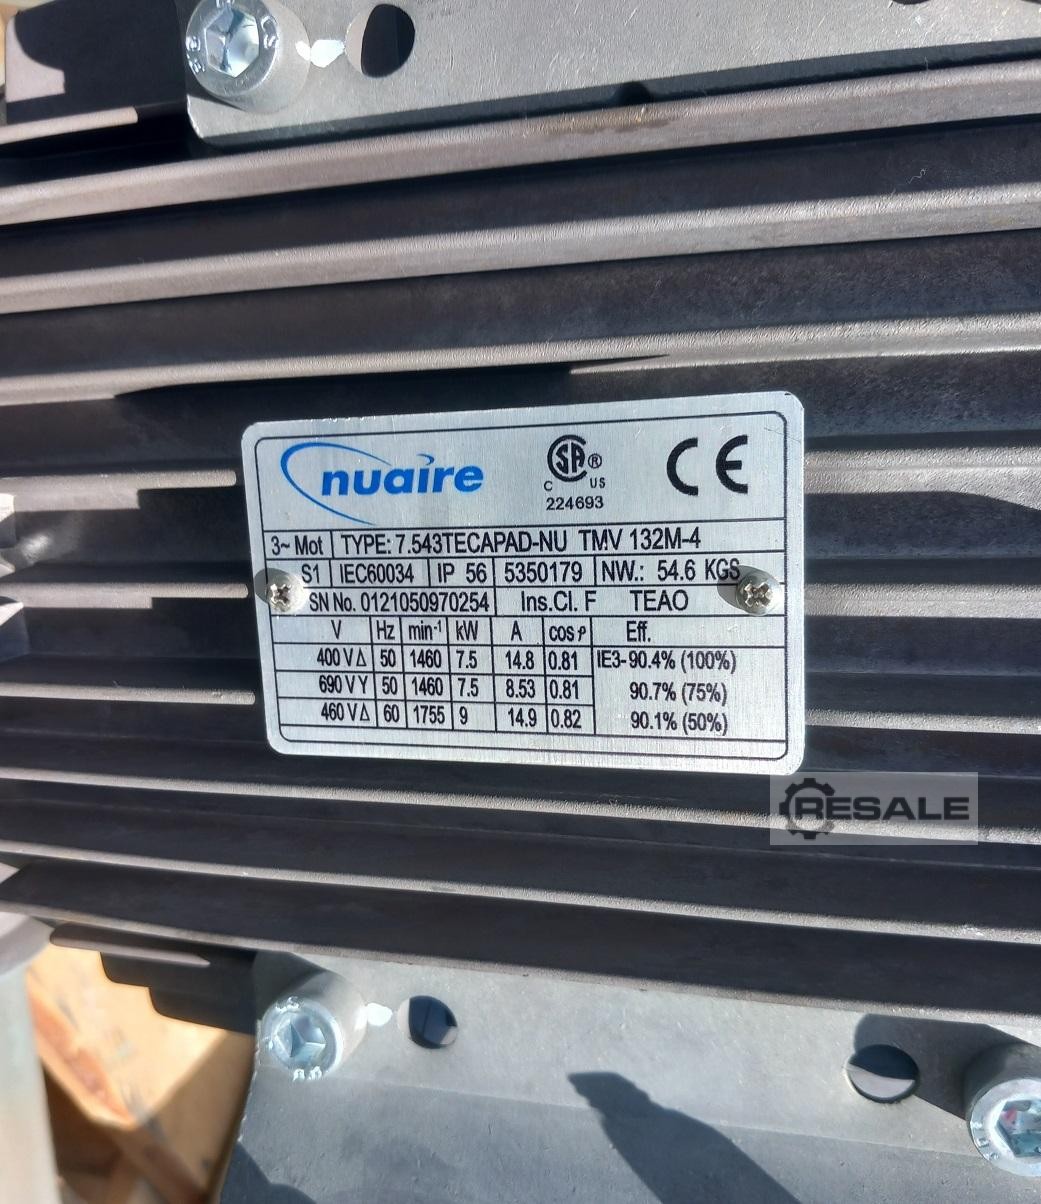 nuaire
C SA ® US
224693
CE
3~ Mot TYPE: 7.543TECAPAD-NU TMV 132M-4
S1 IEC60034 IP 56 5350179 NW.: 54.6 KGS
SN No. 0121050970254 Ins.Cl. F TEAO
V Hz min⁻¹ kW A cos ρ Eff.
400 V Δ 50 1460 7.5 14.8 0.81 IE3-90.4% (100%)
690 V Y 50 1460 7.5 8.53 0.81 90.7% (75%)
460 V Δ 60 1755 9 14.9 0.82 90.1% (50%)
RESALE